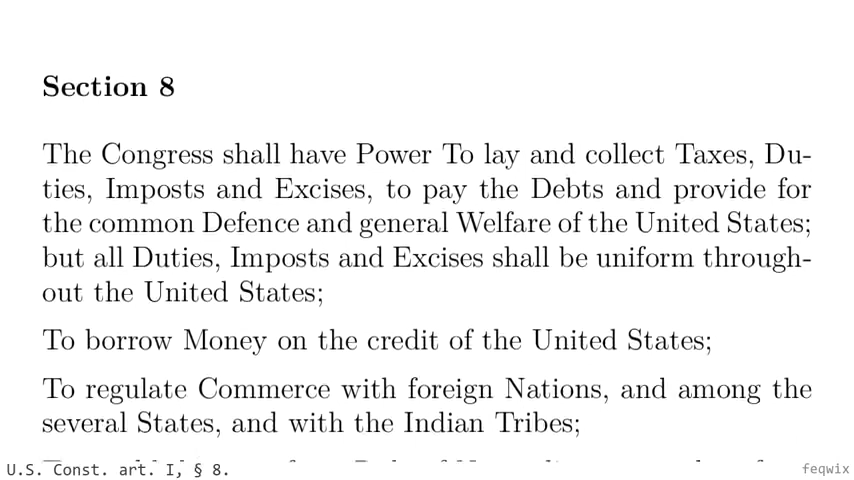 Section 8
The Congress shall have Power To lay and collect Taxes, Du-
ties, Imposts and Excises, to pay the Debts and provide for
the common Defence and general Welfare of the United States;
but all Duties, Imposts and Excises shall be uniform through-
out the United States;
To borrow Money on the credit of the United States;
To regulate Commerce with foreign Nations, and among the
several States, and with the Indian Tribes;
U.S. Const. art. I, § 8.
feqwix